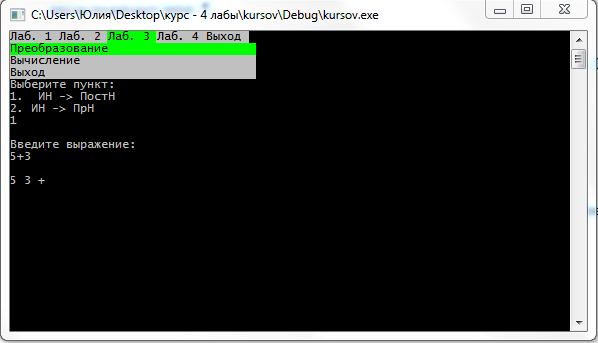 C:\Users\Юлия\Desktop\курс - 4 лабы\kursov\Debug\kursov.exe
Лаб. 1 Лаб. 2 Лаб. 3 Лаб. 4 Выход
Преобразование
Вычисление
Выход
Выберите пункт:
1.  ИН -> ПостН
2. ИН -> ПрН
1
Введите выражение:
5+3
5 3 +